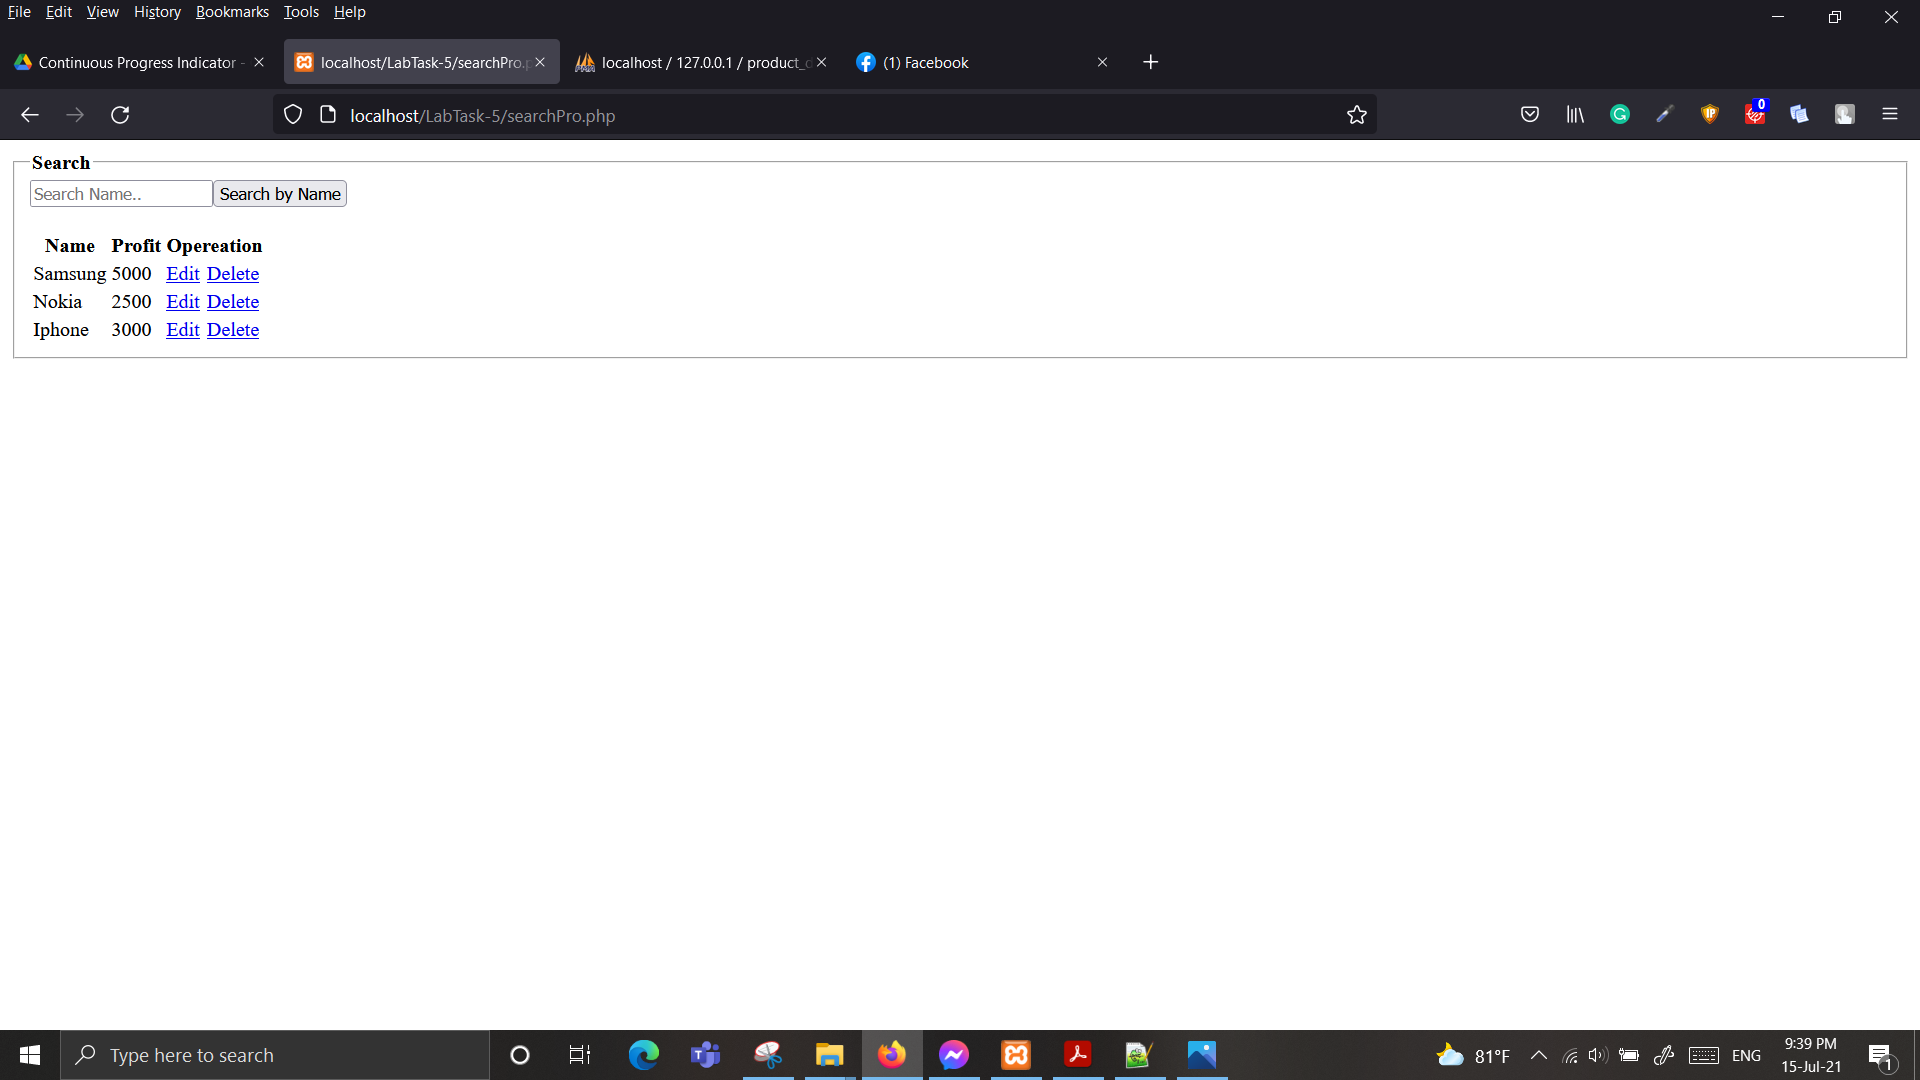 File Edit View History Bookmarks Tools Help
Continuous Progress Indicator -
localhost/LabTask-5/searchPro.p
localhost / 127.0.0.1 / product_d
(1) Facebook
localhost/LabTask-5/searchPro.php
0
Search
Search Name.. Search by Name
Name Profit Opereation
Samsung 5000 Edit Delete
Nokia 2500 Edit Delete
Iphone 3000 Edit Delete
Type here to search
81°F
ENG
9:39 PM
15-Jul-21
1